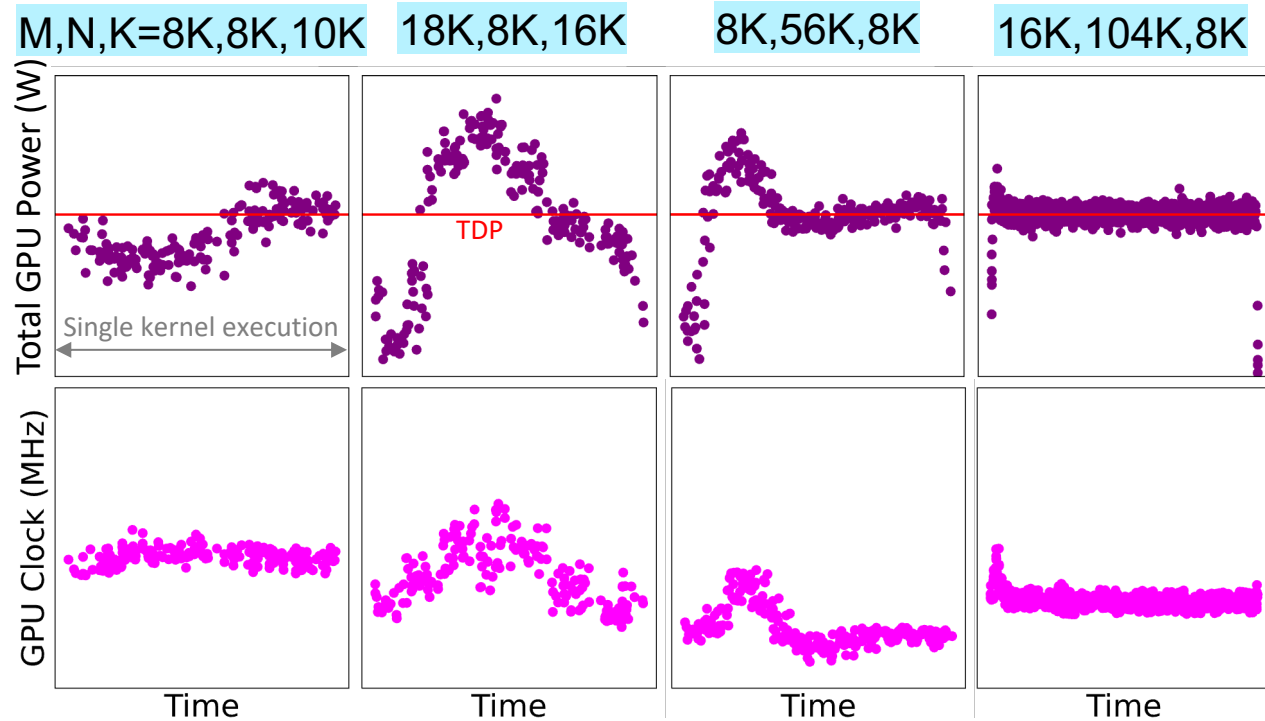 M,N,K=8K,8K,10K
18K,8K,16K
8K,56K,8K
16K,104K,8K
Total GPU Power (W)
TDP
Single kernel execution
GPU Clock (MHz)
Time
Time
Time
Time